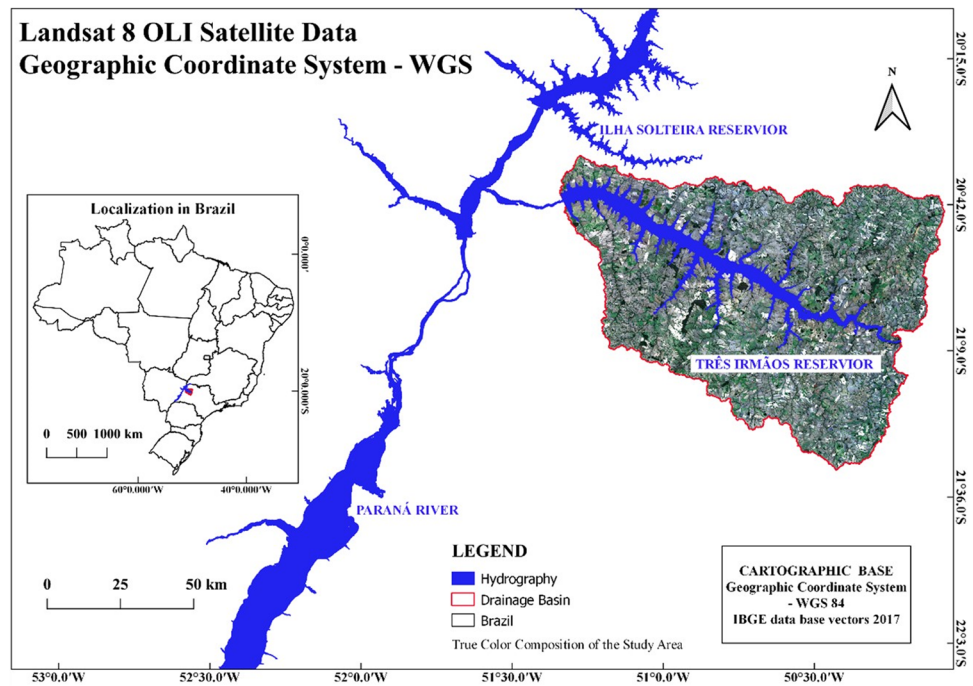 Landsat 8 OLI Satellite Data
Geographic Coordinate System - WGS
N
20°15.0'S
ILHA SOLTEIRA RESERVIOR
20°42.0'S
Localization in Brazil
0°0.000'
20°0.000'S
0 500 1000 km
60°0.000'W 40°0.000'W
TRÊS IRMÃOS RESERVIOR
21°9.0'S
21°36.0'S
PARANÁ RIVER
0 25 50 km
LEGEND
Hydrography
Drainage Basin
Brazil
True Color Composition of the Study Area
CARTOGRAPHIC BASE
Geographic Coordinate System
- WGS 84
IBGE data base vectors 2017
22°3.0'S
53°0.0'W 52°30.0'W 52°0.0'W 51°30.0'W 51°0.0'W 50°30.0'W